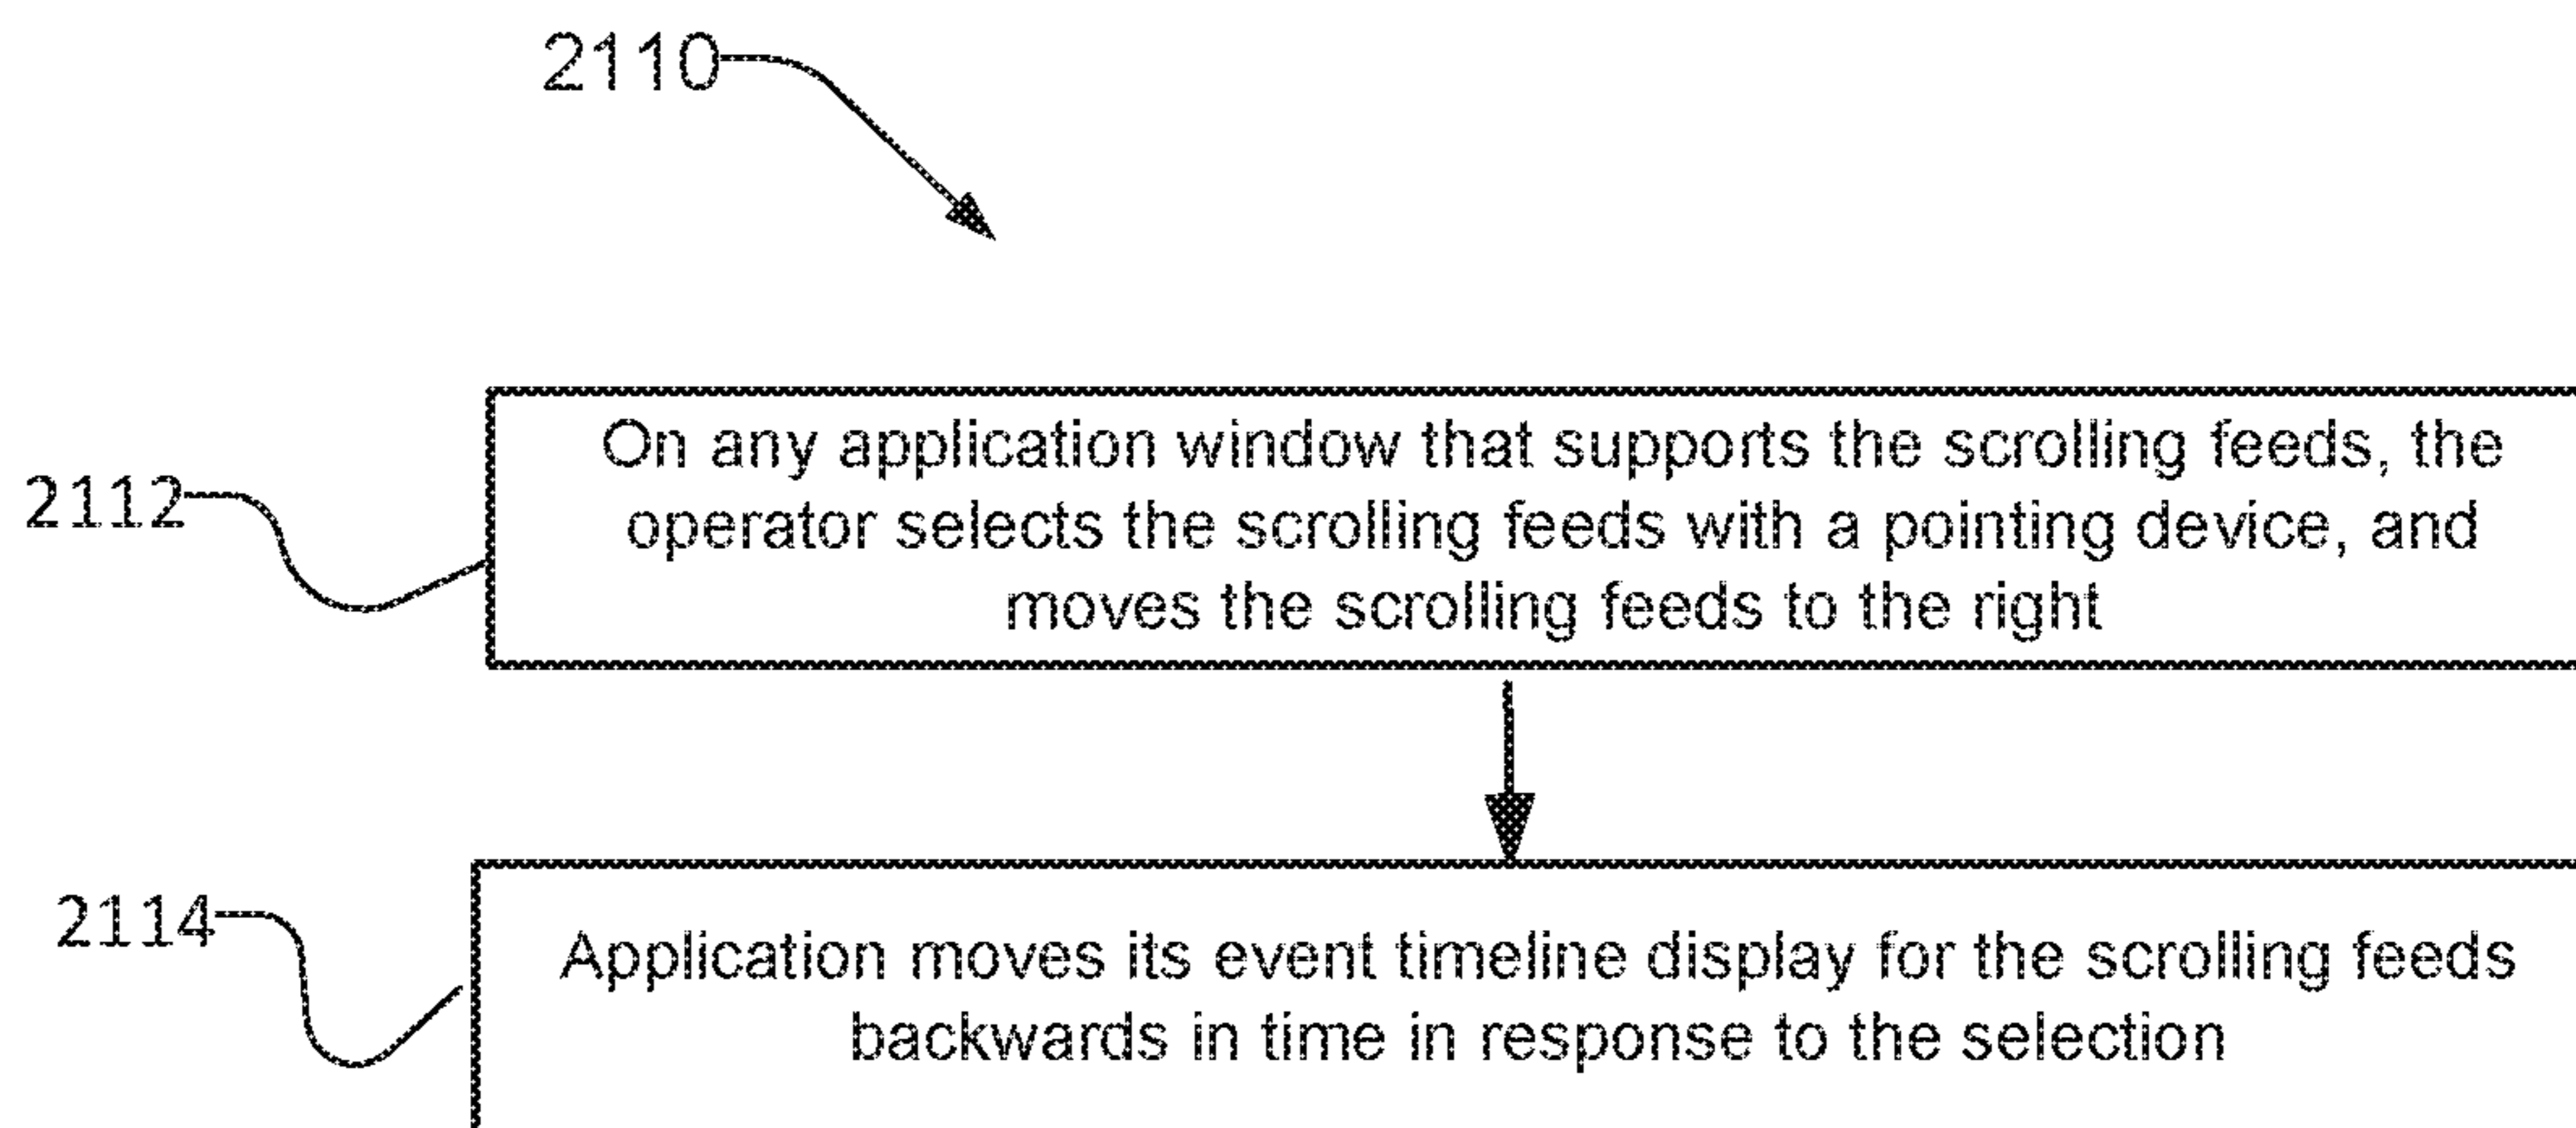 2110
2112
On any application window that supports the scrolling feeds, the
operator selects the scrolling feeds with a pointing device, and
moves the scrolling feeds to the right
2114
Application moves its event timeline display for the scrolling feeds
backwards in time in response to the selection